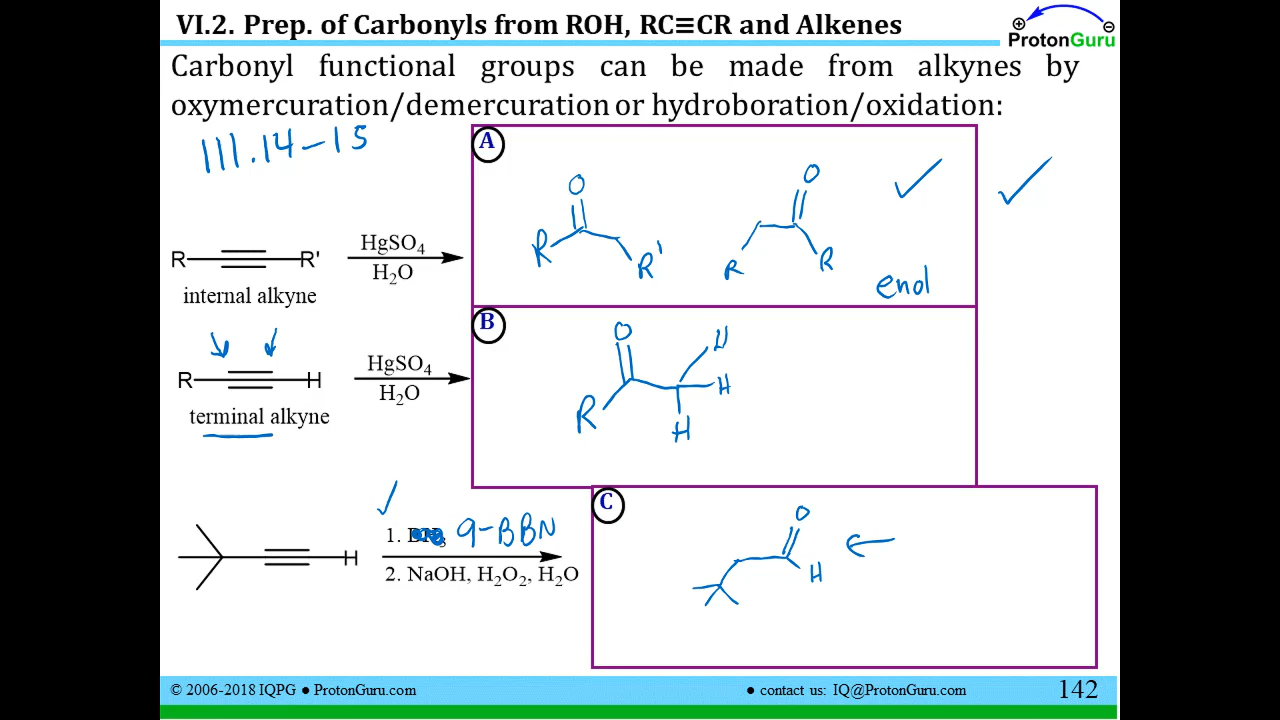 VI.2. Prep. of Carbonyls from ROH, RC≡CR and Alkenes
ProtonGuru
Carbonyl functional groups can be made from alkynes by
oxymercuration/demercuration or hydroboration/oxidation:
III.14-15
A
O
R
R'
O
R
R
enol
R
R'
HgSO4
H2O
internal alkyne
B
O
R
H
H
H
R
H
HgSO4
H2O
terminal alkyne
C
O
H
H
1. 9-BBN
2. NaOH, H2O2, H2O
© 2006-2018 IQPG ● ProtonGuru.com
● contact us: IQ@ProtonGuru.com
142